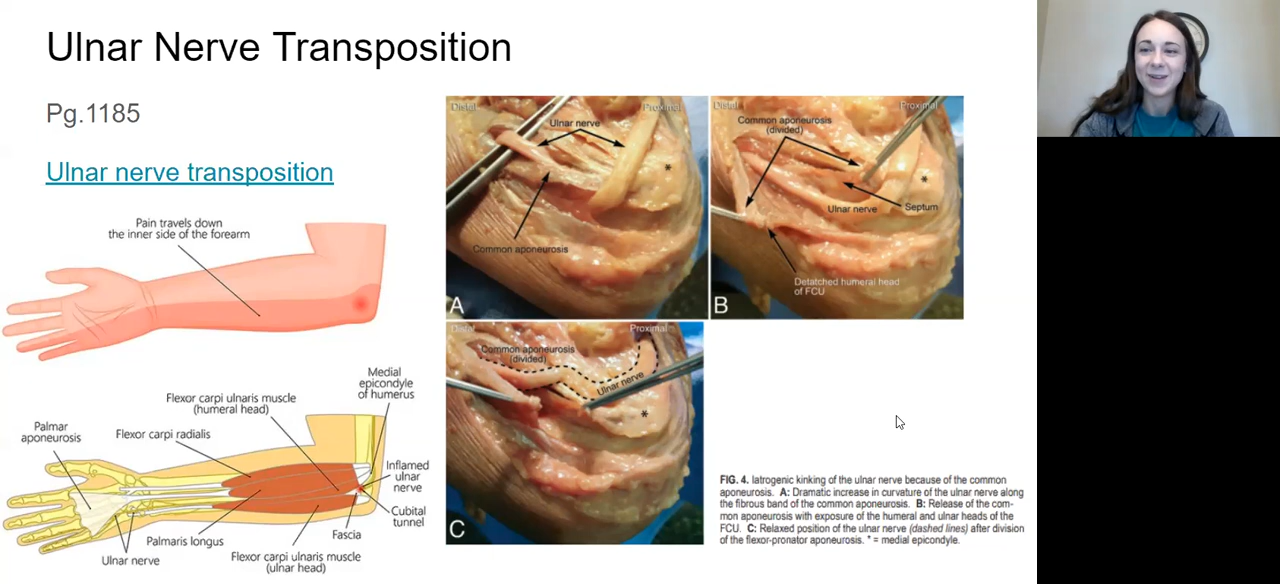 Ulnar Nerve Transposition
Pg.1185
Ulnar nerve transposition
Pain travels down
the inner side of the forearm
Medial
epicondyle
of humerus
Flexor carpi ulnaris muscle
(humeral head)
Palmar
aponeurosis
Flexor carpi radialis
Inflamed
ulnar
nerve
Cubital
tunnel
Fascia
Palmaris longus
Ulnar nerve
Flexor carpi ulnaris muscle
(ulnar head)
Distal
Proximal
Ulnar nerve
*
Common aponeurosis
A
Distal
Proximal
Common aponeurosis
(divided)
*
Ulnar nerve
Septum
Detatched humeral head
of FCU
B
Distal
Proximal
Common aponeurosis
(divided)
Ulnar nerve
*
C
FIG. 4. Iatrogenic kinking of the ulnar nerve because of the common
aponeurosis. A: Dramatic increase in curvature of the ulnar nerve along
the fibrous band of the common aponeurosis. B: Release of the com-
mon aponeurosis with exposure of the humeral and ulnar heads of the
FCU. C: Relaxed position of the ulnar nerve (dashed lines) after division
of the flexor-pronator aponeurosis. * = medial epicondyle.